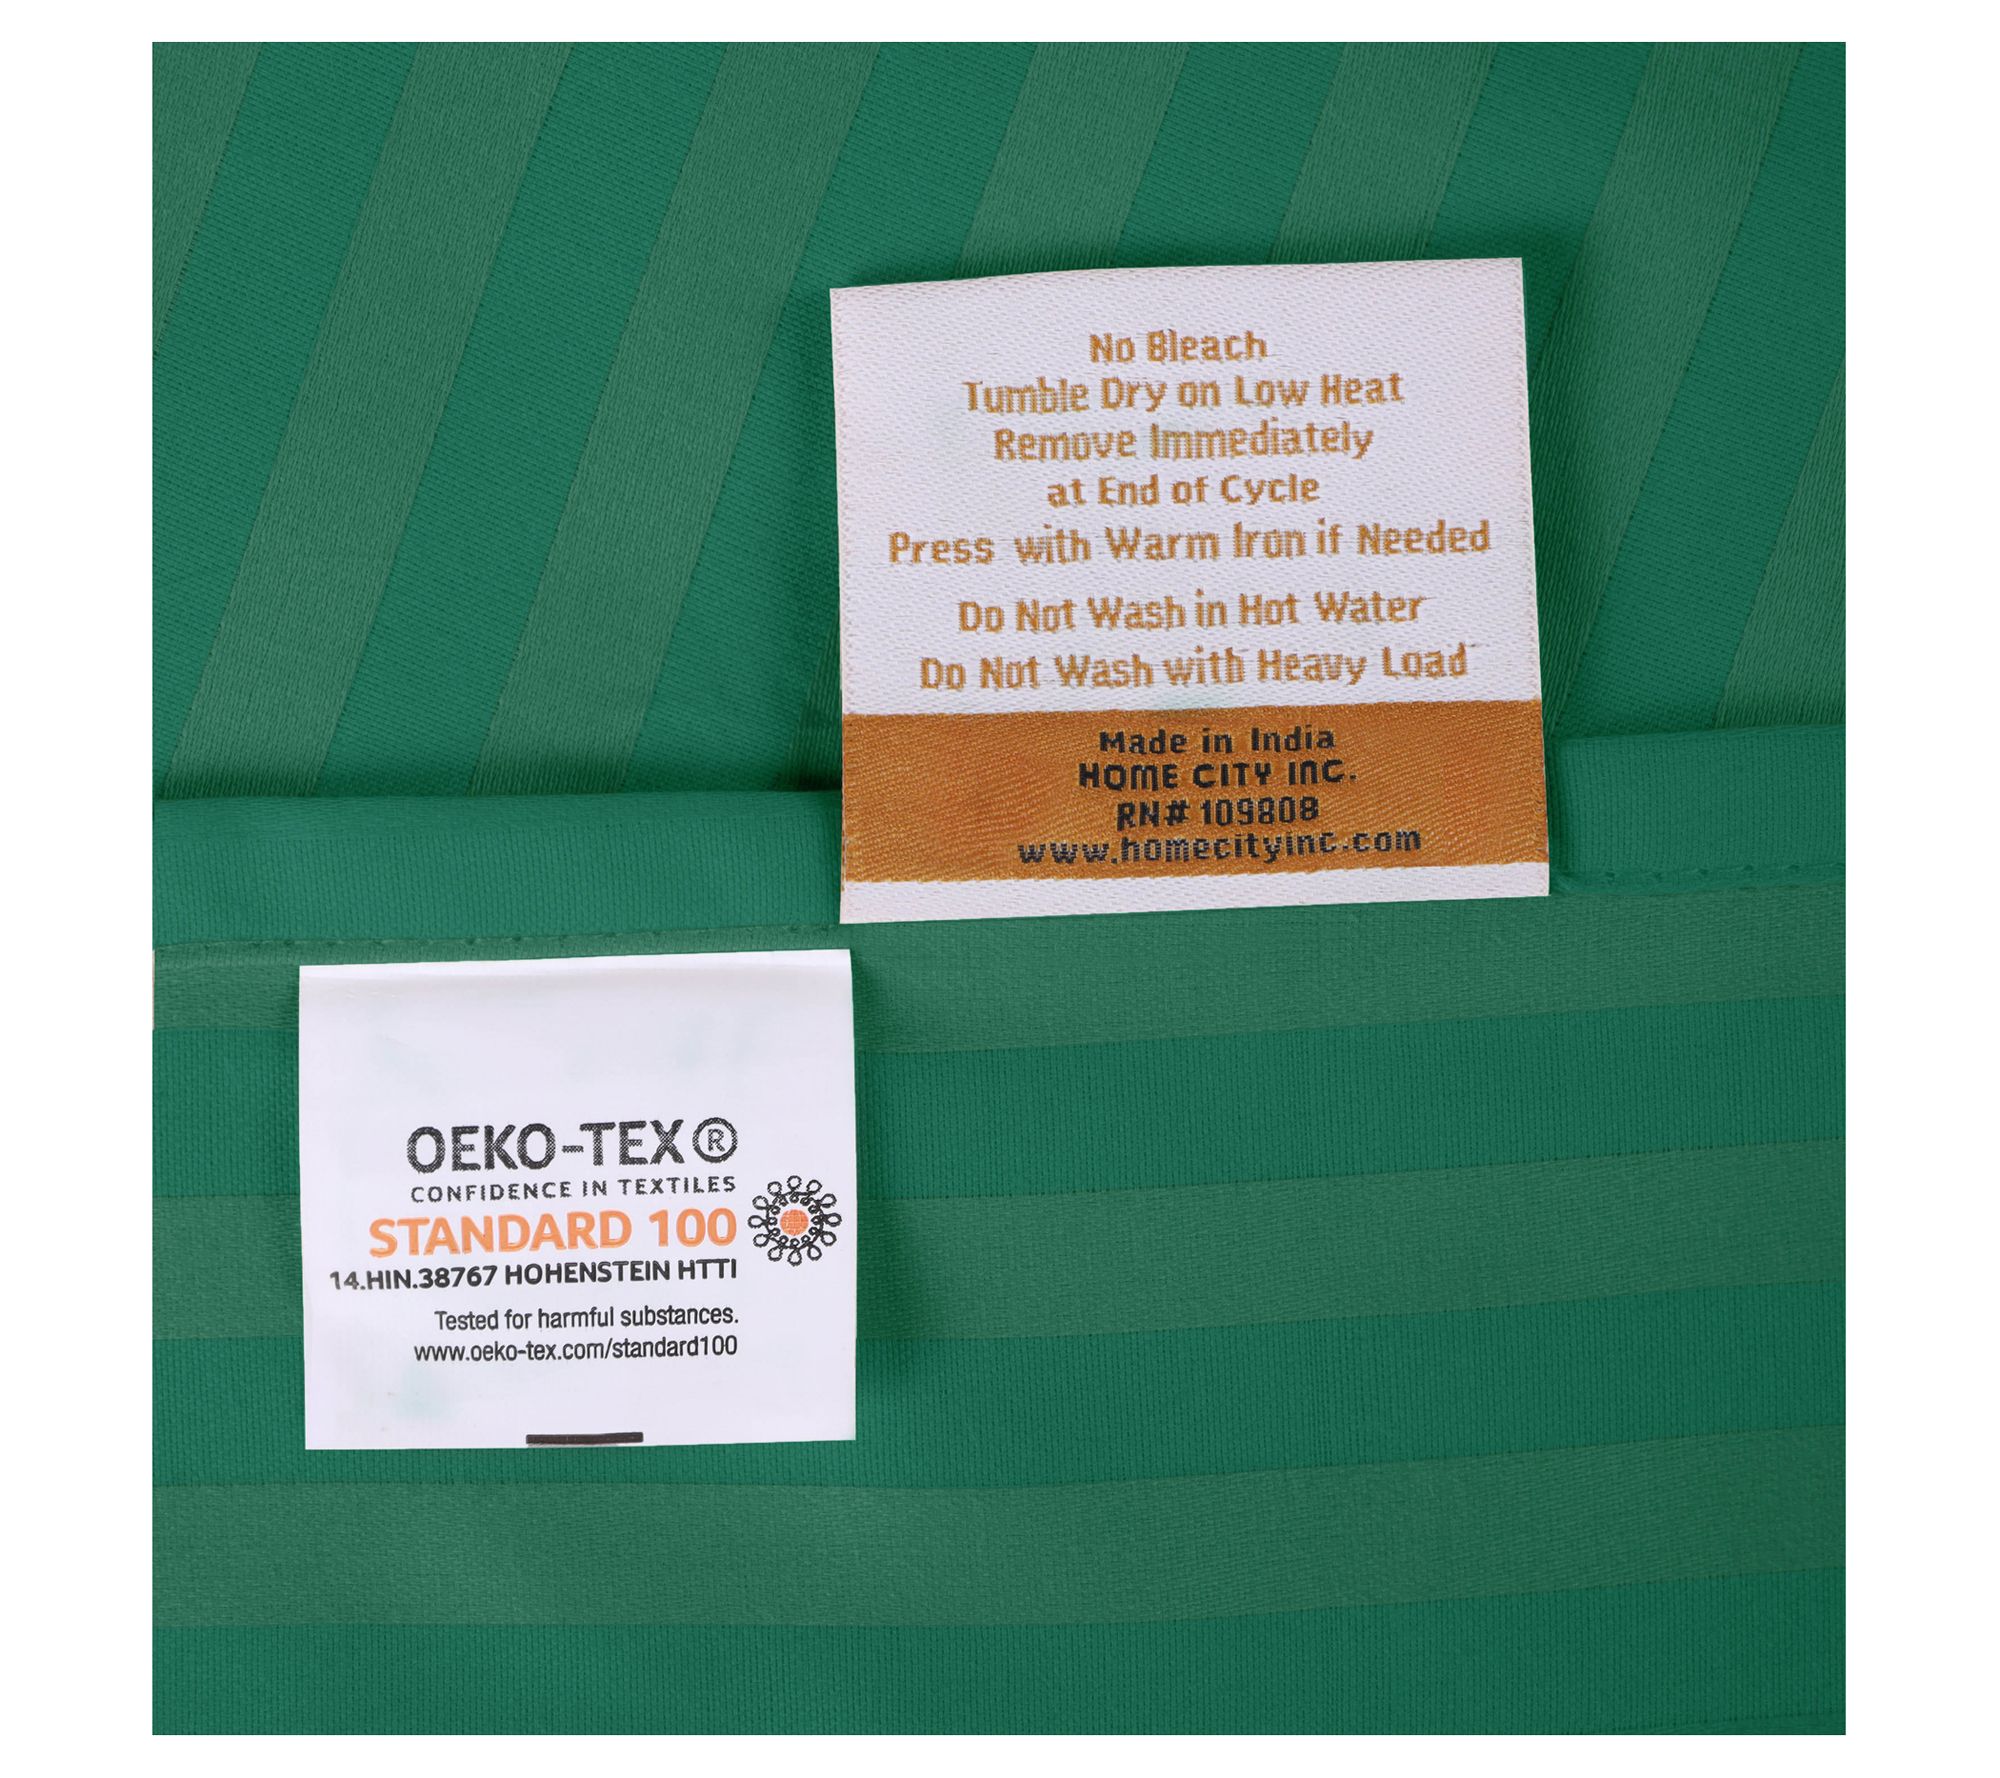 No Bleach
Tumble Dry on Low Heat
Remove Immediately
at End of Cycle
Press with Warm Iron if Needed
Do Not Wash in Hot Water
Do Not Wash with Heavy Load
Made in India
HOME CITY INC.
RN# 109808
www.homecityinc.com
OEKO-TEX®
CONFIDENCE IN TEXTILES
STANDARD 100
14.HIN.38767 HOHENSTEIN HTTI
Tested for harmful substances.
www.oeko-tex.com/standard100